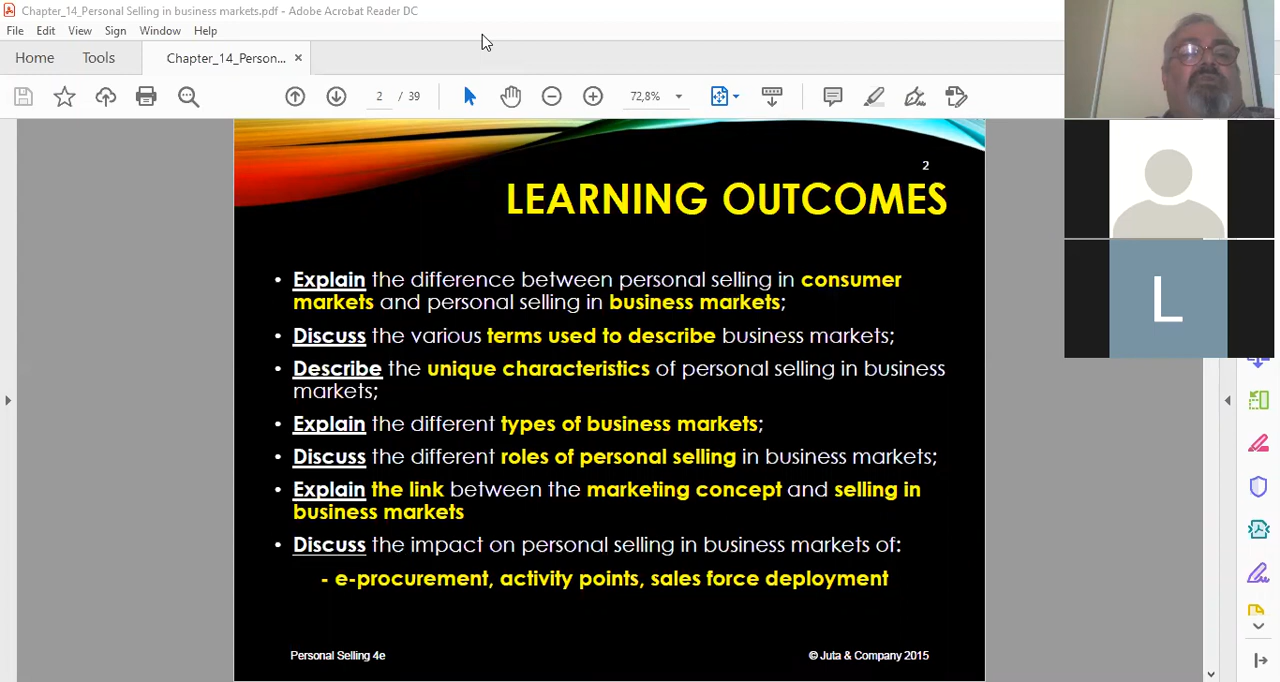 Chapter_14_Personal Selling in business markets.pdf - Adobe Acrobat Reader DC
File Edit View Sign Window Help
Home Tools Chapter_14_Person... ×
2 / 39 72,8%
2
LEARNING OUTCOMES
• Explain the difference between personal selling in consumer
markets and personal selling in business markets;
• Discuss the various terms used to describe business markets;
• Describe the unique characteristics of personal selling in business
markets;
• Explain the different types of business markets;
• Discuss the different roles of personal selling in business markets;
• Explain the link between the marketing concept and selling in
business markets
• Discuss the impact on personal selling in business markets of:
- e-procurement, activity points, sales force deployment
Personal Selling 4e © Juta & Company 2015
L